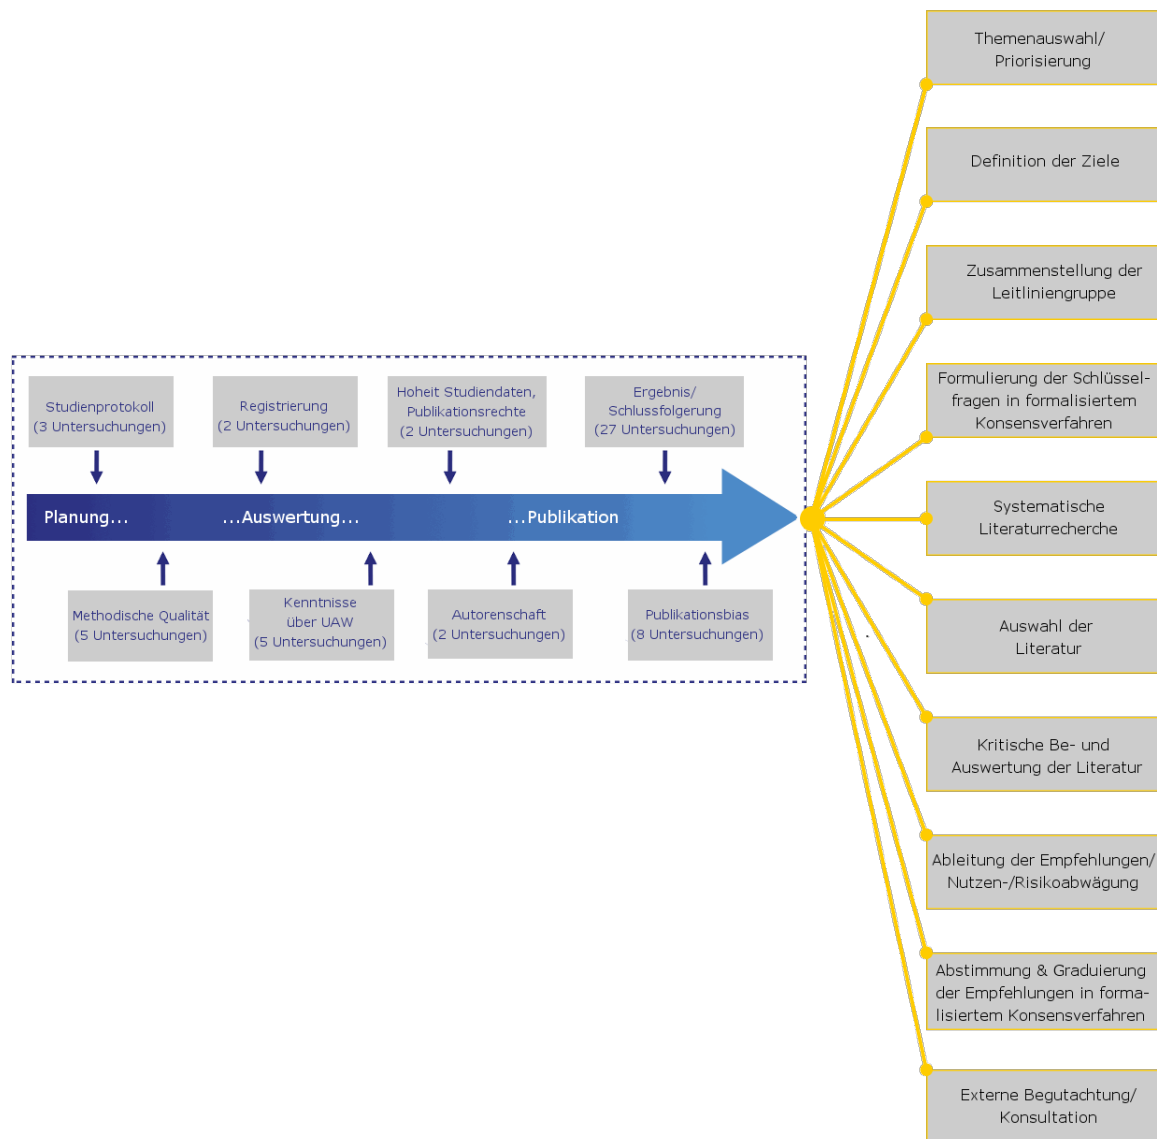 Themenauswahl/
Priorisierung
Definition der Ziele
Zusammenstellung der
Leitliniengruppe
Formulierung der Schlüssel-
fragen in formalisiertem
Konsensverfahren
Systematische
Literaturrecherche
Auswahl der
Literatur
Kritische Be- und
Auswertung der Literatur
Ableitung der Empfehlungen/
Nutzen-/Risikoabwägung
Abstimmung & Graduierung
der Empfehlungen in forma-
lisiertem Konsensverfahren
Externe Begutachtung/
Konsultation
Studienprotokoll
(3 Untersuchungen)
Registrierung
(2 Untersuchungen)
Hoheit Studiendaten,
Publikationsrechte
(2 Untersuchungen)
Ergebnis/
Schlussfolgerung
(27 Untersuchungen)
Planung...
...Auswertung...
...Publikation
Methodische Qualität
(5 Untersuchungen)
Kenntnisse
über UAW
(5 Untersuchungen)
Autorenschaft
(2 Untersuchungen)
Publikationsbias
(8 Untersuchungen)